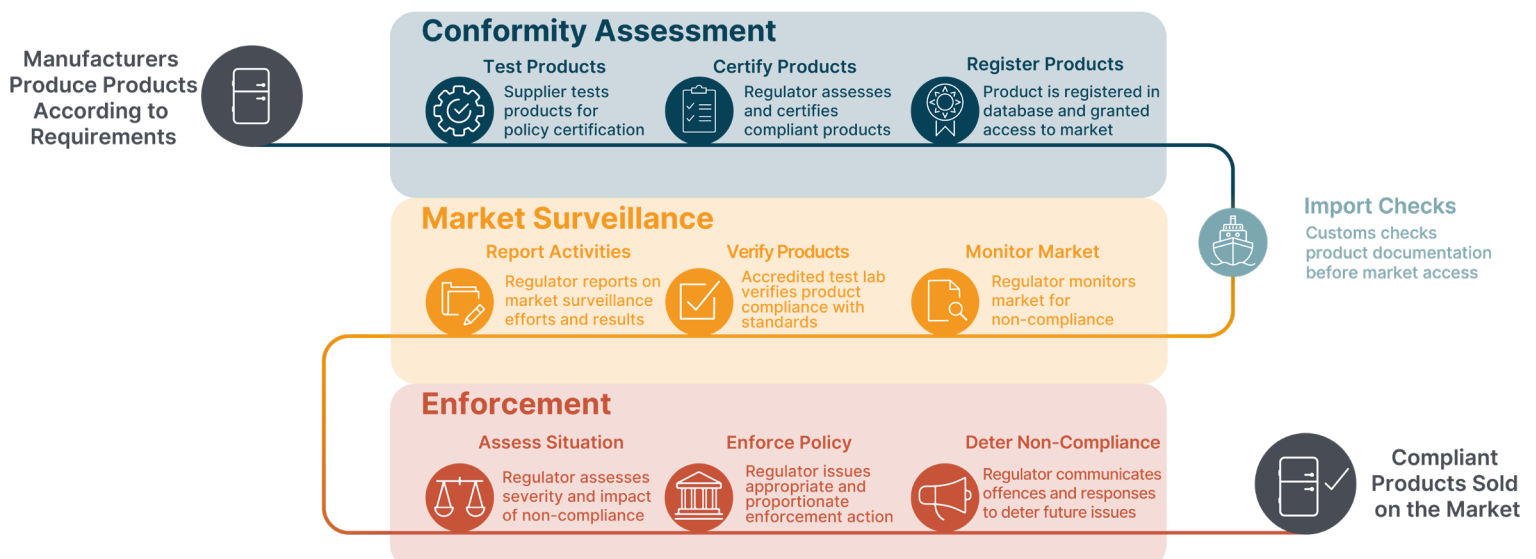 Manufacturers
Produce Products
According to
Requirements
Conformity Assessment
Test Products
Supplier tests
products for
policy certification
Certify Products
Regulator assesses
and certifies
compliant products
Register Products
Product is registered in
database and granted
access to market
Import Checks
Customs checks
product documentation
before market access
Market Surveillance
Report Activities
Regulator reports on
market surveillance
efforts and results
Verify Products
Accredited test lab
verifies product
compliance with
standards
Monitor Market
Regulator monitors
market for
non-compliance
Enforcement
Assess Situation
Regulator assesses
severity and impact
of non-compliance
Enforce Policy
Regulator issues
appropriate and
proportionate
enforcement action
Deter Non-Compliance
Regulator communicates
offences and responses
to deter future issues
Compliant
Products Sold
on the Market